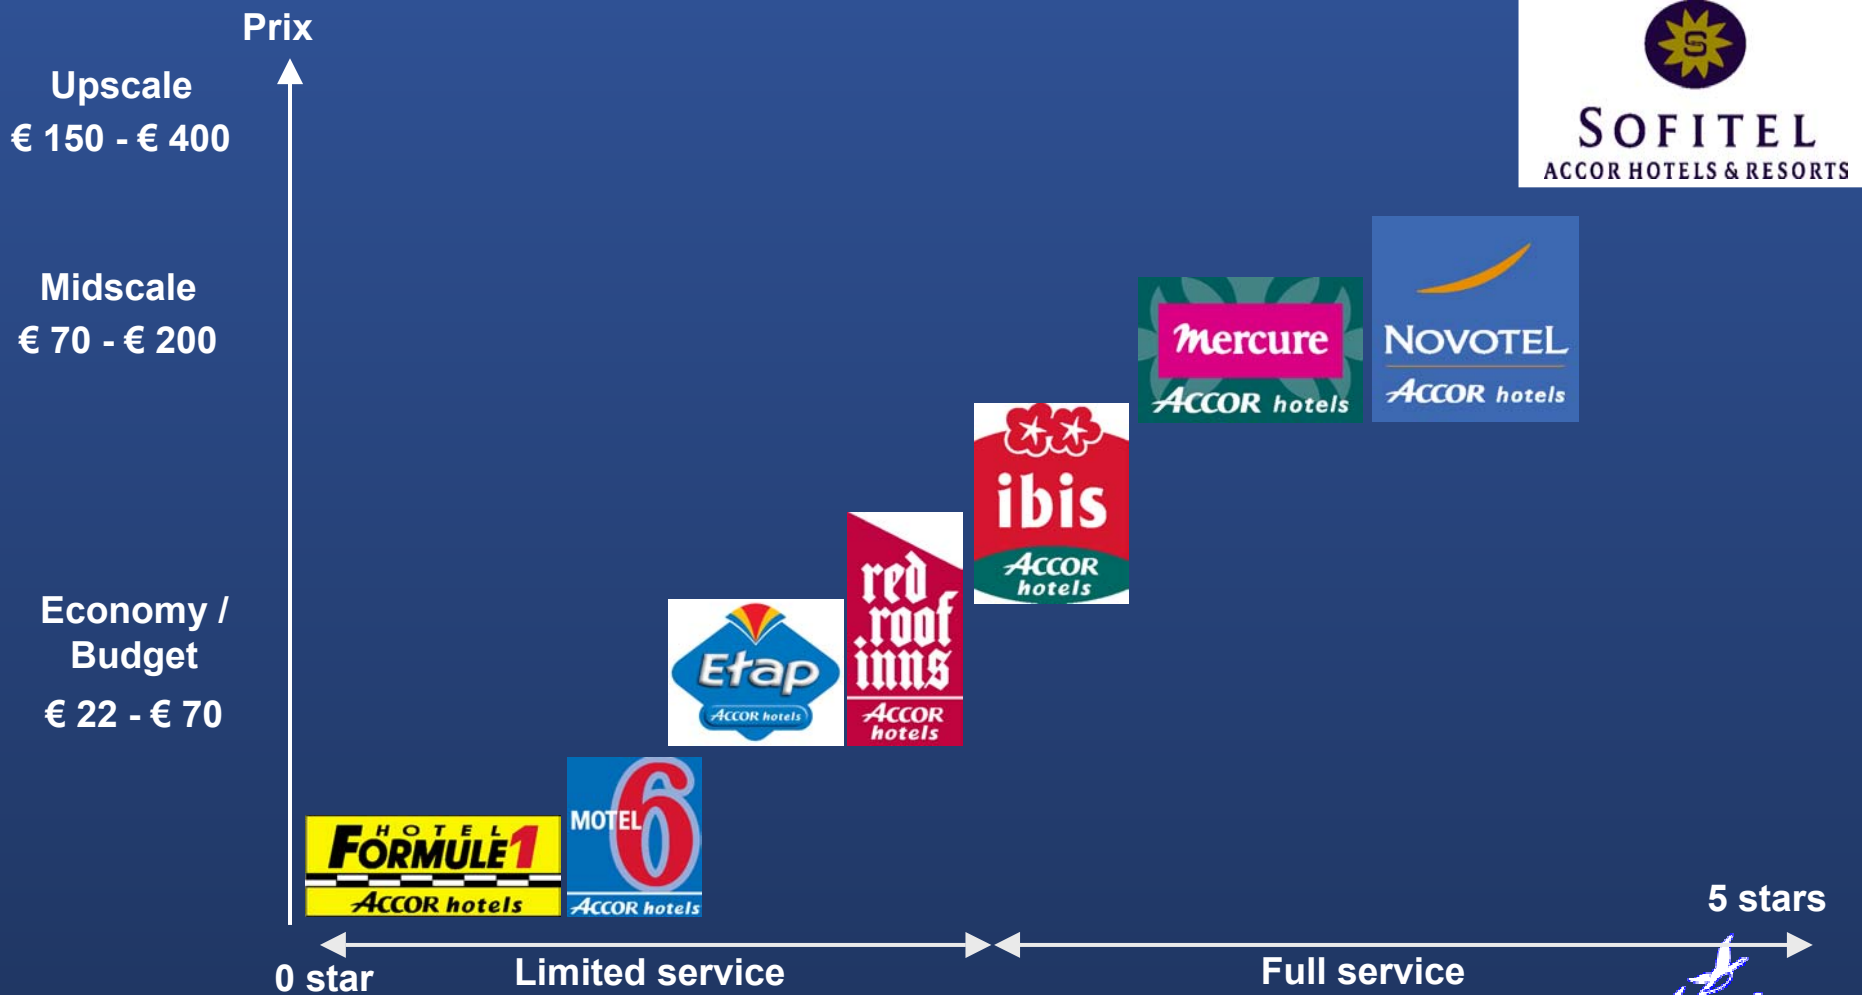 Prix
Upscale
€ 150 - € 400
S
SOFITEL
ACCOR HOTELS & RESORTS
Midscale
€ 70 - € 200
mercure
ACCOR hotels
NOVOTEL
ACCOR hotels
ibis
ACCOR
hotels
Economy /
Budget
€ 22 - € 70
Etap
ACCOR hotels
red
roof
inns
ACCOR
hotels
HOTEL
FORMULE1
ACCOR hotels
MOTEL 6
ACCOR hotels
5 stars
0 star
Limited service
Full service